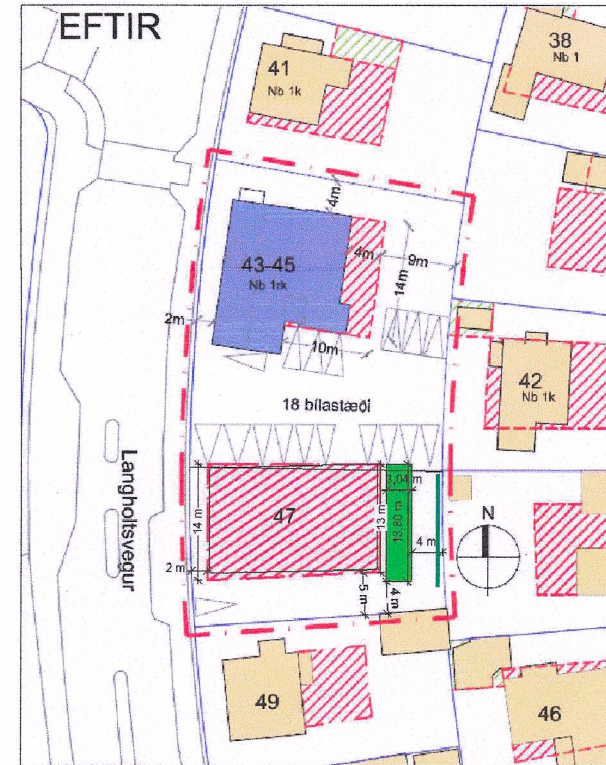 EFTIR
38
Nb 1
41
Nb 1k
4m
43-45
Nb 1rk
4m
9m
14m
2m
10m
42
Nb 1k
18 bílastæði
Langholtsvegur
3,04 m
14 m
47
13 m
13,80 m
N
4 m
2 m
5 m
4 m
49
46